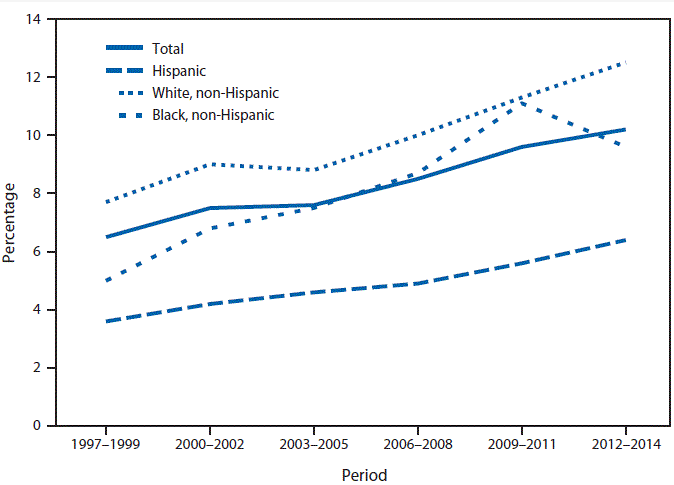 14
12
10
8
6
4
2
0
Percentage
Total
Hispanic
White, non-Hispanic
Black, non-Hispanic
1997–1999
2000–2002
2003–2005
2006–2008
2009–2011
2012–2014
Period